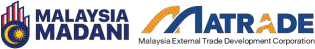 MALAYSIA
MADANI
MATRADE
Malaysia External Trade Development Corporation